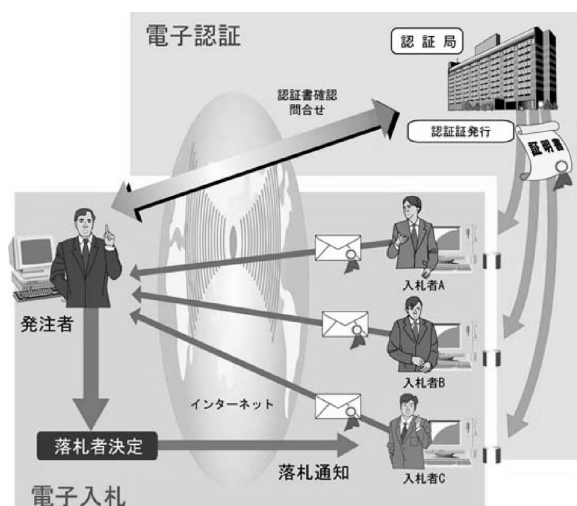 電子認証
認証局
認証書確認
問合せ
認証証発行
証明書
入札者A
発注者
入札者B
インターネット
落札者決定
落札通知
入札者C
電子入札